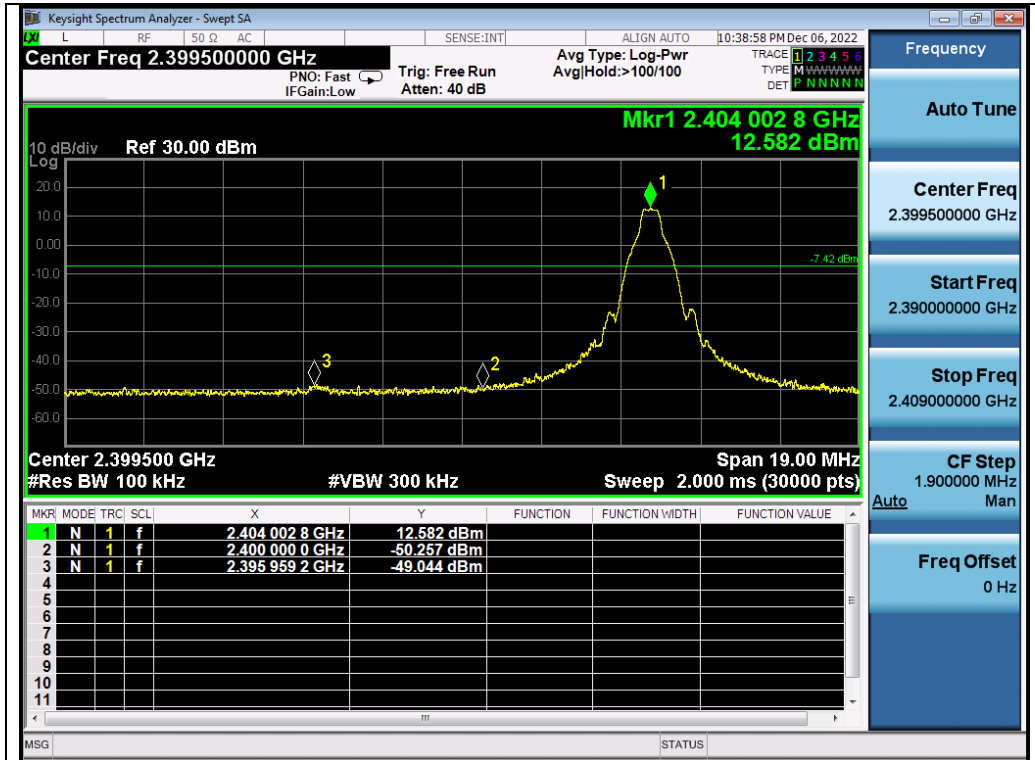 Keysight Spectrum Analyzer - Swept SA
LXI L RF 50 Ω AC SENSE:INT ALIGN AUTO 10:38:58 PM Dec 06, 2022
Center Freq 2.399500000 GHz
PNO: Fast
IFGain:Low
Trig: Free Run
Atten: 40 dB
Avg Type: Log-Pwr
Avg|Hold:>100/100
TRACE 1 2 3 4 5 6
TYPE M WWWWW
DET P N N N N N
Mkr1 2.404 002 8 GHz
12.582 dBm
10 dB/div Ref 30.00 dBm
Log
20.0
10.0
0.00
-10.0
-20.0
-30.0
-40.0
-50.0
-60.0
1
-7.42 dBm
3
2
Center 2.399500 GHz Span 19.00 MHz
#Res BW 100 kHz #VBW 300 kHz Sweep 2.000 ms (30000 pts)
MKR MODE TRC SCL X Y FUNCTION FUNCTION WIDTH FUNCTION VALUE
1 N 1 f 2.404 002 8 GHz 12.582 dBm
2 N 1 f 2.400 000 0 GHz -50.257 dBm
3 N 1 f 2.395 959 2 GHz -49.044 dBm
4
5
6
7
8
9
10
11
MSG STATUS
Frequency
Auto Tune
Center Freq
2.399500000 GHz
Start Freq
2.390000000 GHz
Stop Freq
2.409000000 GHz
CF Step
1.900000 MHz
Auto Man
Freq Offset
0 Hz